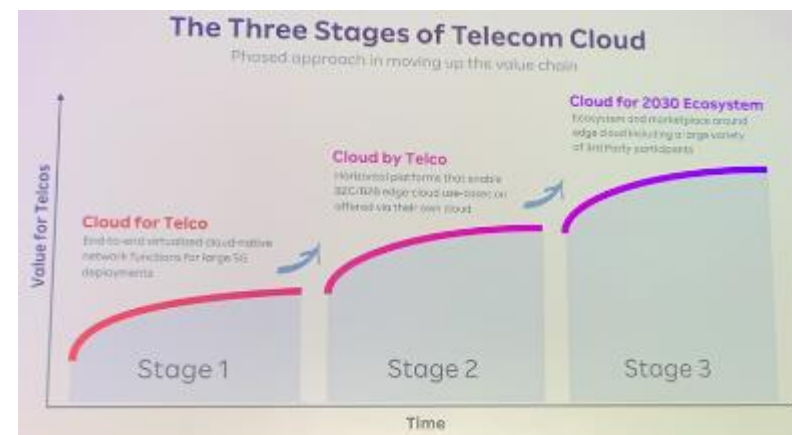 The Three Stages of Telecom Cloud
Phased approach in moving up the value chain
Cloud for 2030 Ecosystem
Ecosystem and marketplace around
edge cloud including a large variety
of 3rd Party participants
Cloud by Telco
Horizontal platforms that enable
B2C/B2B edge-cloud use-cases on
offered via their own cloud
Cloud for Telco
End-to-end virtualized cloud-native
network functions for large 5G
deployments
Value for Telcos
Stage 1
Stage 2
Stage 3
Time